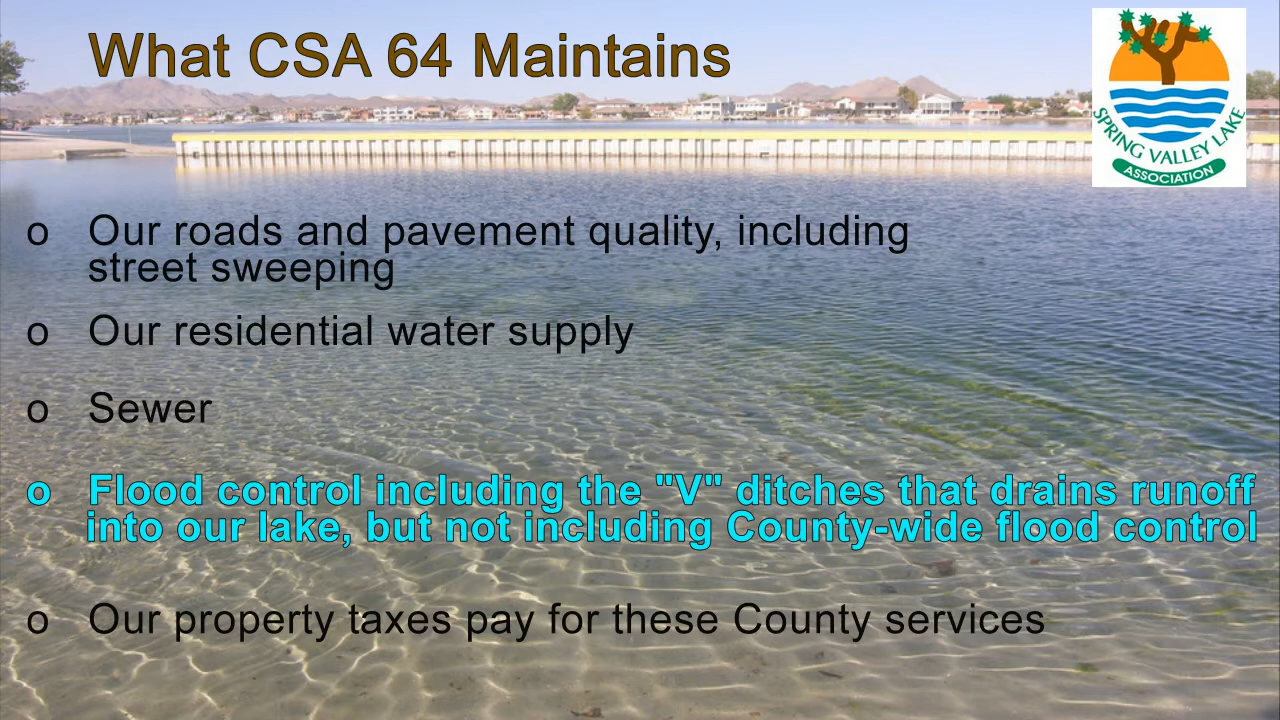 What CSA 64 Maintains
SPRING VALLEY LAKE
ASSOCIATION
o Our roads and pavement quality, including
street sweeping
o Our residential water supply
o Sewer
o Flood control including the "V" ditches that drains runoff
into our lake, but not including County-wide flood control
o Our property taxes pay for these County services